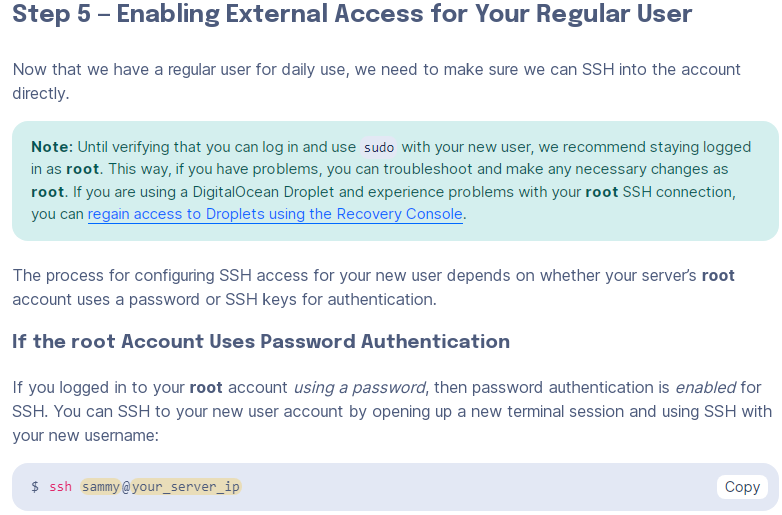 Step 5 — Enabling External Access for Your Regular User
Now that we have a regular user for daily use, we need to make sure we can SSH into the account
directly.
Note: Until verifying that you can log in and use sudo with your new user, we recommend staying logged
in as root. This way, if you have problems, you can troubleshoot and make any necessary changes as
root. If you are using a DigitalOcean Droplet and experience problems with your root SSH connection,
you can regain access to Droplets using the Recovery Console.
The process for configuring SSH access for your new user depends on whether your server’s root
account uses a password or SSH keys for authentication.
If the root Account Uses Password Authentication
If you logged in to your root account using a password, then password authentication is enabled for
SSH. You can SSH to your new user account by opening up a new terminal session and using SSH with
your new username:
$ ssh sammy@your_server_ip Copy